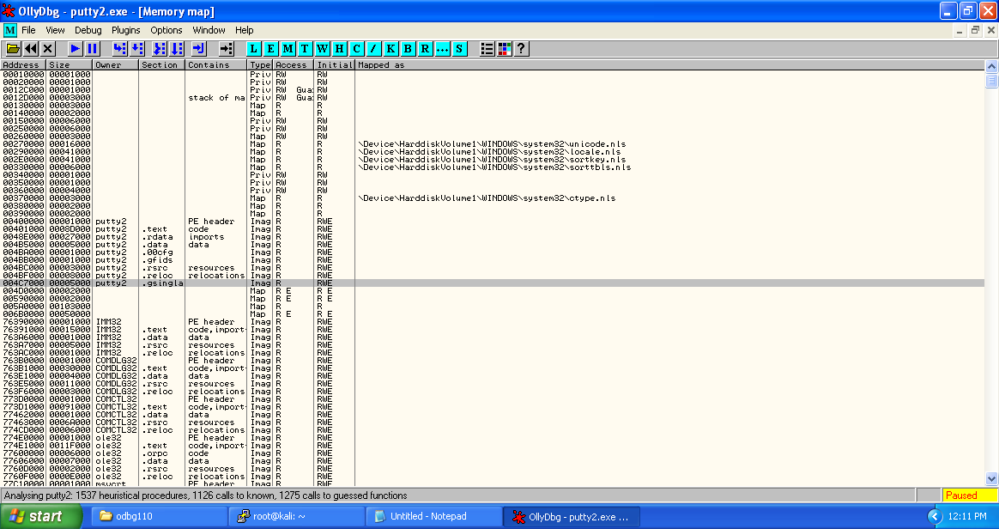 OllyDbg - putty2.exe - [Memory map]
M File View Debug Plugins Options Window Help
L E M T W H C / K B R ... S ?
Address Size Owner Section Contains Type Access Initial Mapped as
00010000 00001000 Priv RW RW
00020000 00001000 Priv RW RW
0012C000 00001000 Priv RW Gua: RW
0012D000 00003000 stack of ma Priv RW Gua: RW
00130000 00003000 Map R R
00140000 00002000 Map R R
00150000 00006000 Priv RW RW
00250000 00006000 Priv RW RW
00260000 00003000 Map RW RW
00270000 00016000 Map R R \Device\HarddiskVolume1\WINDOWS\system32\unicode.nls
00290000 00041000 Map R R \Device\HarddiskVolume1\WINDOWS\system32\locale.nls
002E0000 00041000 Map R R \Device\HarddiskVolume1\WINDOWS\system32\sortkey.nls
00330000 00006000 Map R R \Device\HarddiskVolume1\WINDOWS\system32\sorttbls.nls
00340000 00001000 Priv RW RW
00350000 00001000 Priv RW RW
00360000 00004000 Priv RW RW
00370000 00003000 Map R R \Device\HarddiskVolume1\WINDOWS\system32\ctype.nls
00380000 00002000 Map R R
00390000 00002000 Map R R
00400000 00001000 putty2 PE header Imag R RWE
00401000 0008D000 putty2 .text code Imag R RWE
0048E000 00027000 putty2 .rdata imports Imag R RWE
004B5000 00005000 putty2 .data data Imag R RWE
004BA000 00001000 putty2 .00cfg Imag R RWE
004BB000 00001000 putty2 .gfids Imag R RWE
004BC000 00003000 putty2 .rsrc resources Imag R RWE
004BF000 00008000 putty2 .reloc relocations Imag R RWE
004C7000 00005000 putty2 .gsingla Imag R RWE
004D0000 00002000 Map R E R E
00590000 00002000 Map R E R E
005A0000 00103000 Map R R
006B0000 00050000 Map R E R E
76390000 00001000 IMM32 PE header Imag R RWE
76391000 00015000 IMM32 .text code,import Imag R RWE
763A6000 00001000 IMM32 .data data Imag R RWE
763A7000 00005000 IMM32 .rsrc resources Imag R RWE
763AC000 00001000 IMM32 .reloc relocations Imag R RWE
763B0000 00001000 COMDLG32 PE header Imag R RWE
763B1000 00030000 COMDLG32 .text code,import Imag R RWE
763E1000 00004000 COMDLG32 .data data Imag R RWE
763E5000 00011000 COMDLG32 .rsrc resources Imag R RWE
763F6000 00003000 COMDLG32 .reloc relocations Imag R RWE
773D0000 00001000 COMCTL32 PE header Imag R RWE
773D1000 00091000 COMCTL32 .text code,import Imag R RWE
77462000 00001000 COMCTL32 .data data Imag R RWE
77463000 0006A000 COMCTL32 .rsrc resources Imag R RWE
774CD000 00006000 COMCTL32 .reloc relocations Imag R RWE
774E0000 00001000 ole32 PE header Imag R RWE
774E1000 0011F000 ole32 .text code,import Imag R RWE
77600000 00006000 ole32 .orpc code Imag R RWE
77606000 00007000 ole32 .data data Imag R RWE
7760D000 00002000 ole32 .rsrc resources Imag R RWE
7760F000 0000E000 ole32 .reloc relocations Imag R RWE
77C10000 00001000 msvcrt PE header Imag R RWE
Analysing putty2: 1537 heuristical procedures, 1126 calls to known, 1275 calls to guessed functions Paused
start odbg110 root@kali: ~ Untitled - Notepad OllyDbg - putty2.exe ... 12:11 PM